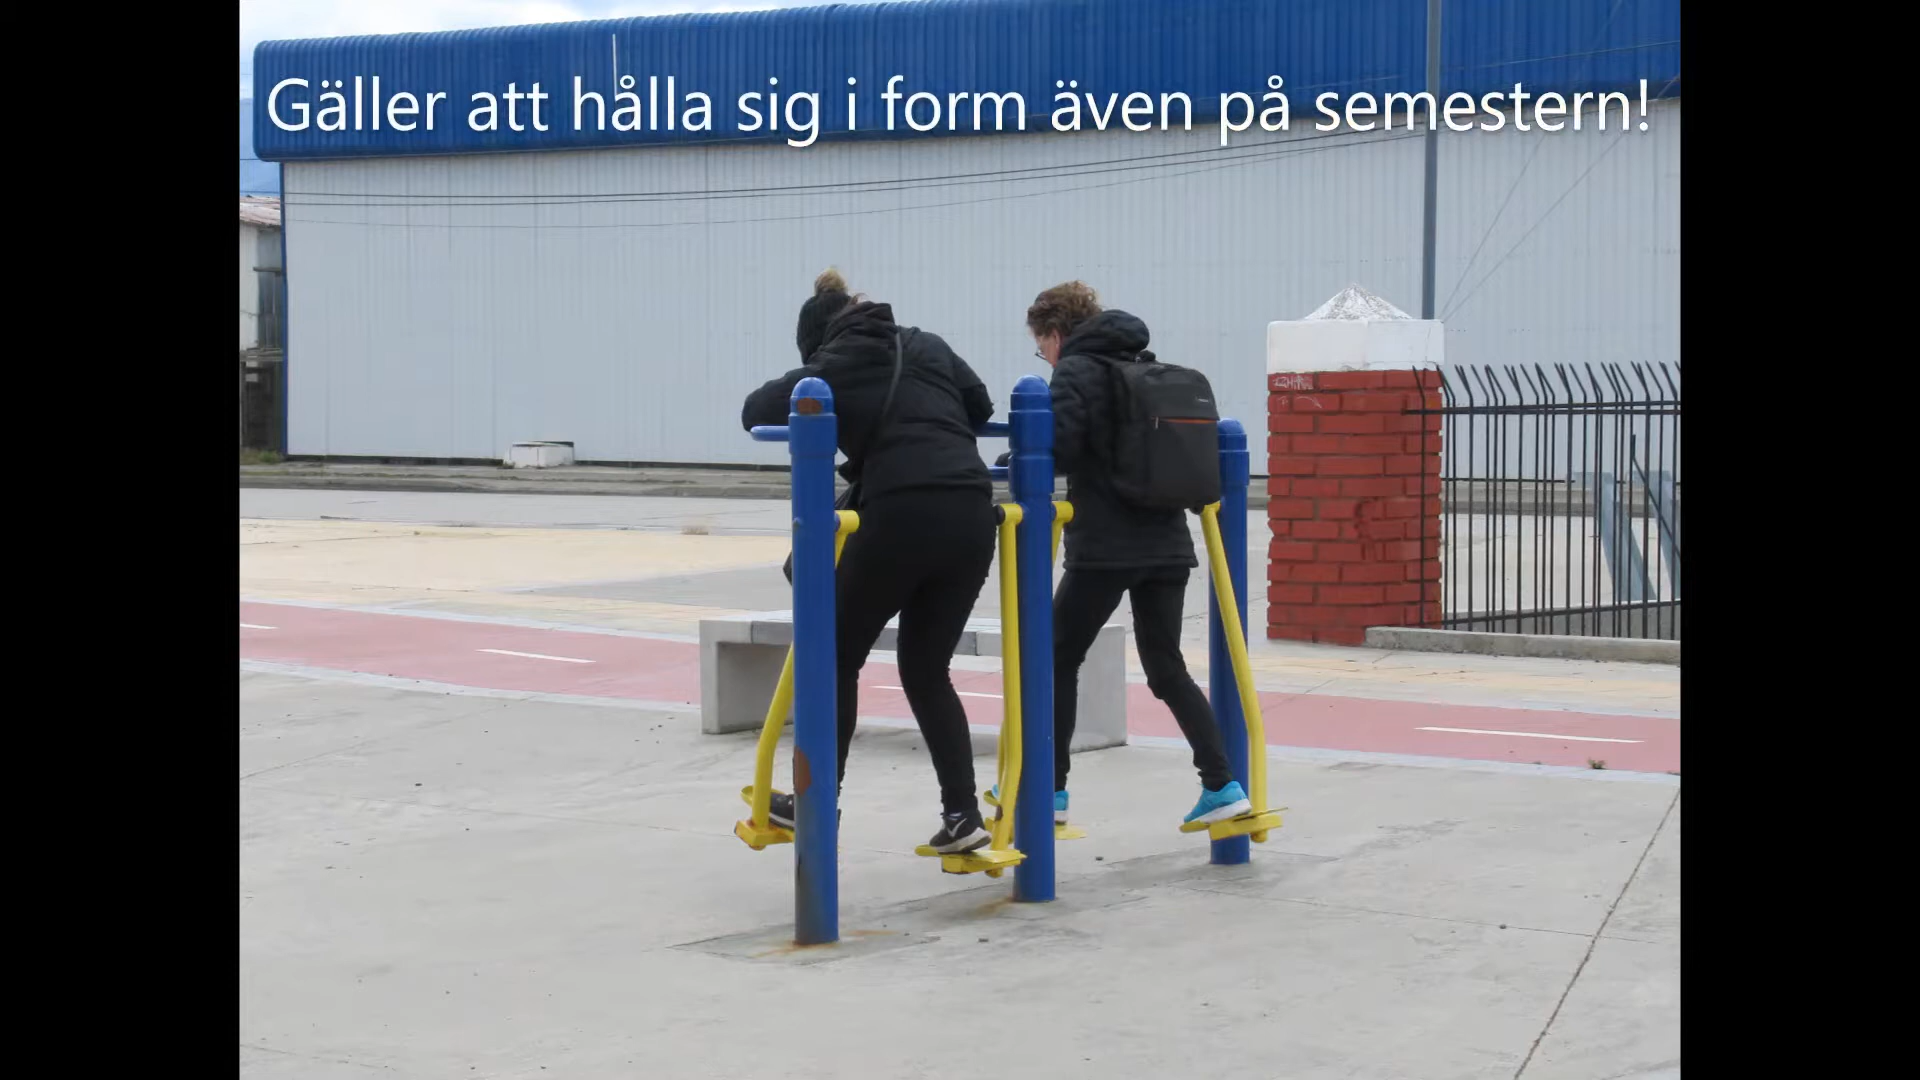 Gäller att hålla sig i form även på semestern!